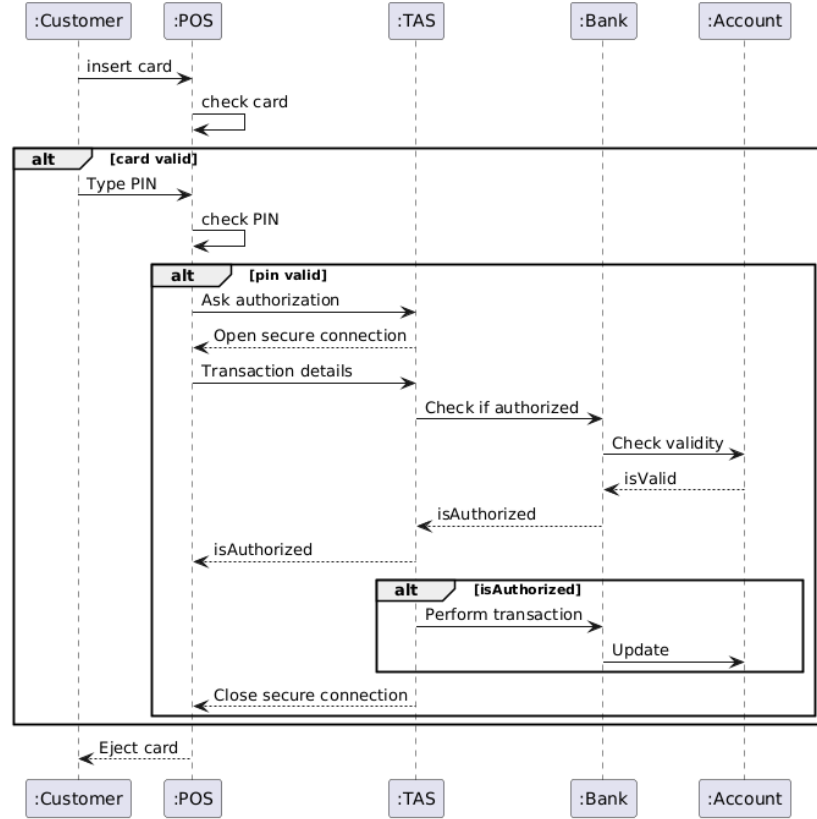 :Customer :POS :TAS :Bank :Account
insert card
check card
alt [card valid]
Type PIN
check PIN
alt [pin valid]
Ask authorization
Open secure connection
Transaction details
Check if authorized
Check validity
isValid
isAuthorized
isAuthorized
alt [isAuthorized]
Perform transaction
Update
Close secure connection
Eject card
:Customer :POS :TAS :Bank :Account